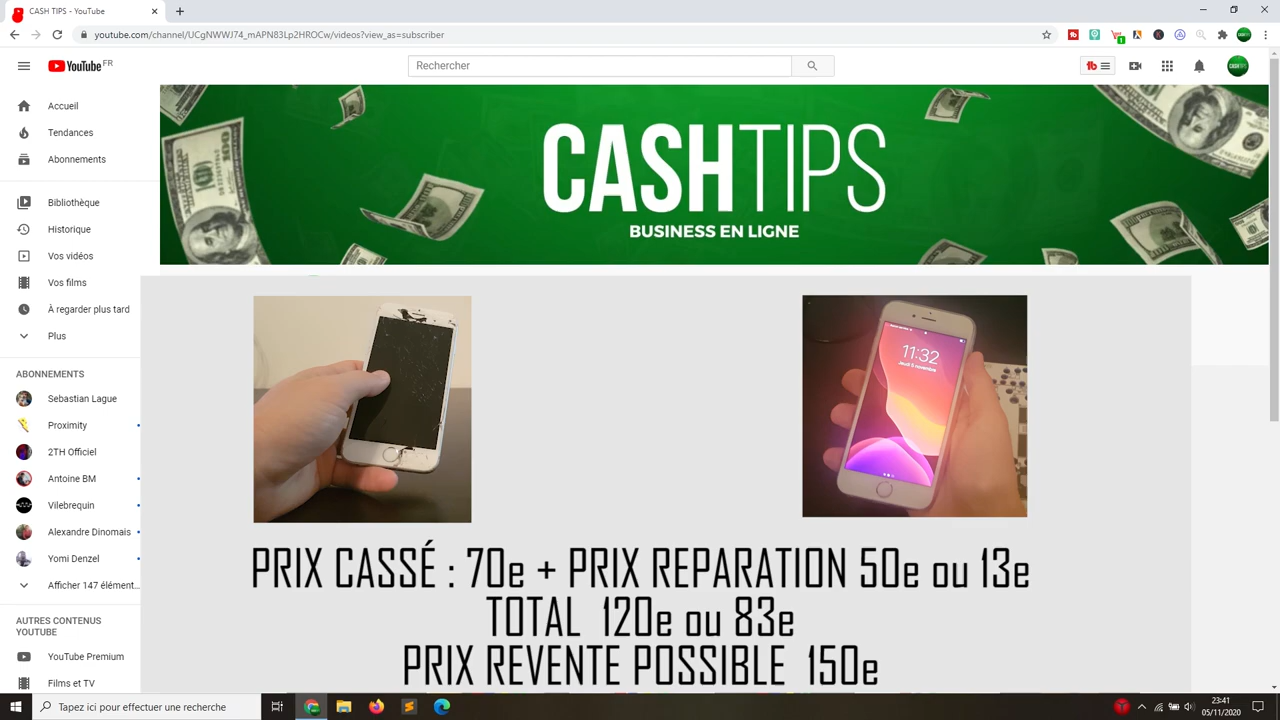 CASH TIPS - YouTube
youtube.com/channel/UCgNWWJ74_mAPN83Lp2HROCw/videos?view_as=subscriber
YouTube FR
Rechercher
CASHTIPS
BUSINESS EN LIGNE
Accueil
Tendances
Abonnements
Bibliothèque
Historique
Vos vidéos
Vos films
À regarder plus tard
Plus
ABONNEMENTS
Sebastian Lague
Proximity
2TH Officiel
Antoine BM
Vilebrequin
Alexandre Dinomais
Yomi Denzel
Afficher 147 élément...
AUTRES CONTENUS
YOUTUBE
YouTube Premium
Films et TV
11:32
Jeudi 5 novembre
PRIX CASSÉ : 70e + PRIX REPARATION 50e ou 13e
TOTAL 120e ou 83e
PRIX REVENTE POSSIBLE 150e
Tapez ici pour effectuer une recherche
23:41
05/11/2020